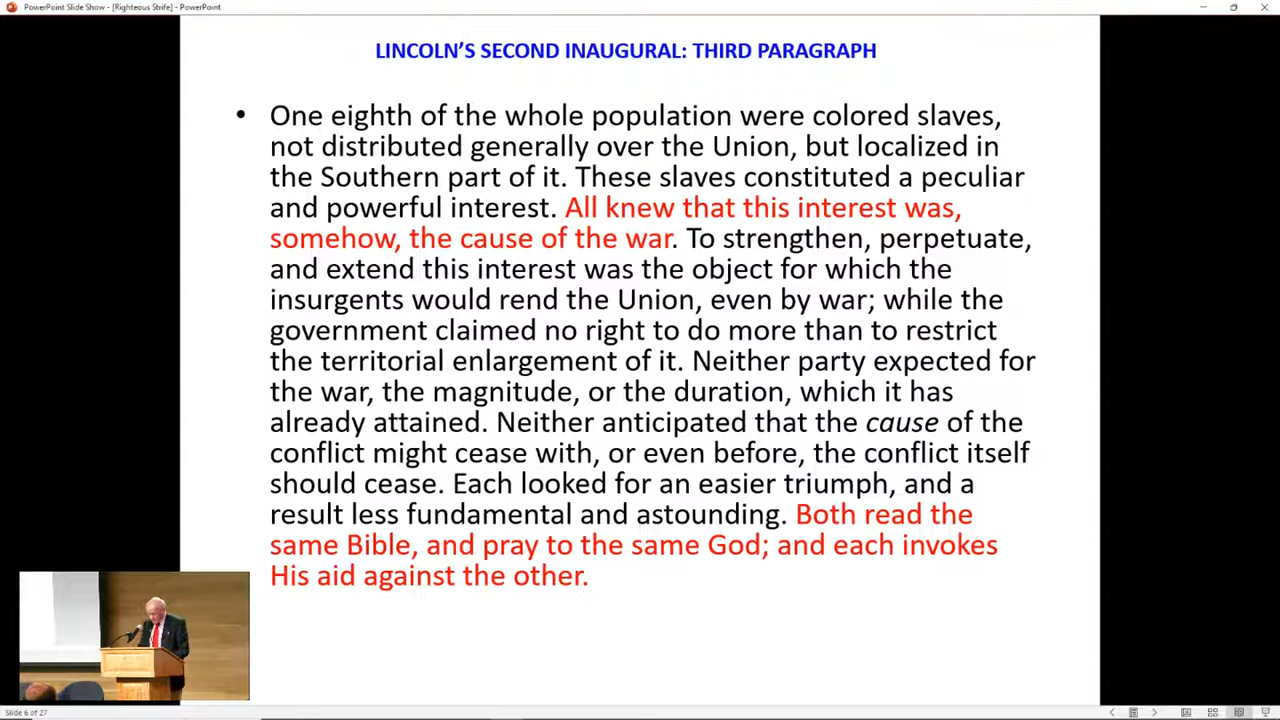 PowerPoint Slide Show - [Righteous Strife] - PowerPoint
LINCOLN'S SECOND INAUGURAL: THIRD PARAGRAPH
• One eighth of the whole population were colored slaves,
not distributed generally over the Union, but localized in
the Southern part of it. These slaves constituted a peculiar
and powerful interest. All knew that this interest was,
somehow, the cause of the war. To strengthen, perpetuate,
and extend this interest was the object for which the
insurgents would rend the Union, even by war; while the
government claimed no right to do more than to restrict
the territorial enlargement of it. Neither party expected for
the war, the magnitude, or the duration, which it has
already attained. Neither anticipated that the cause of the
conflict might cease with, or even before, the conflict itself
should cease. Each looked for an easier triumph, and a
result less fundamental and astounding. Both read the
same Bible, and pray to the same God; and each invokes
His aid against the other.
Slide 6 of 27